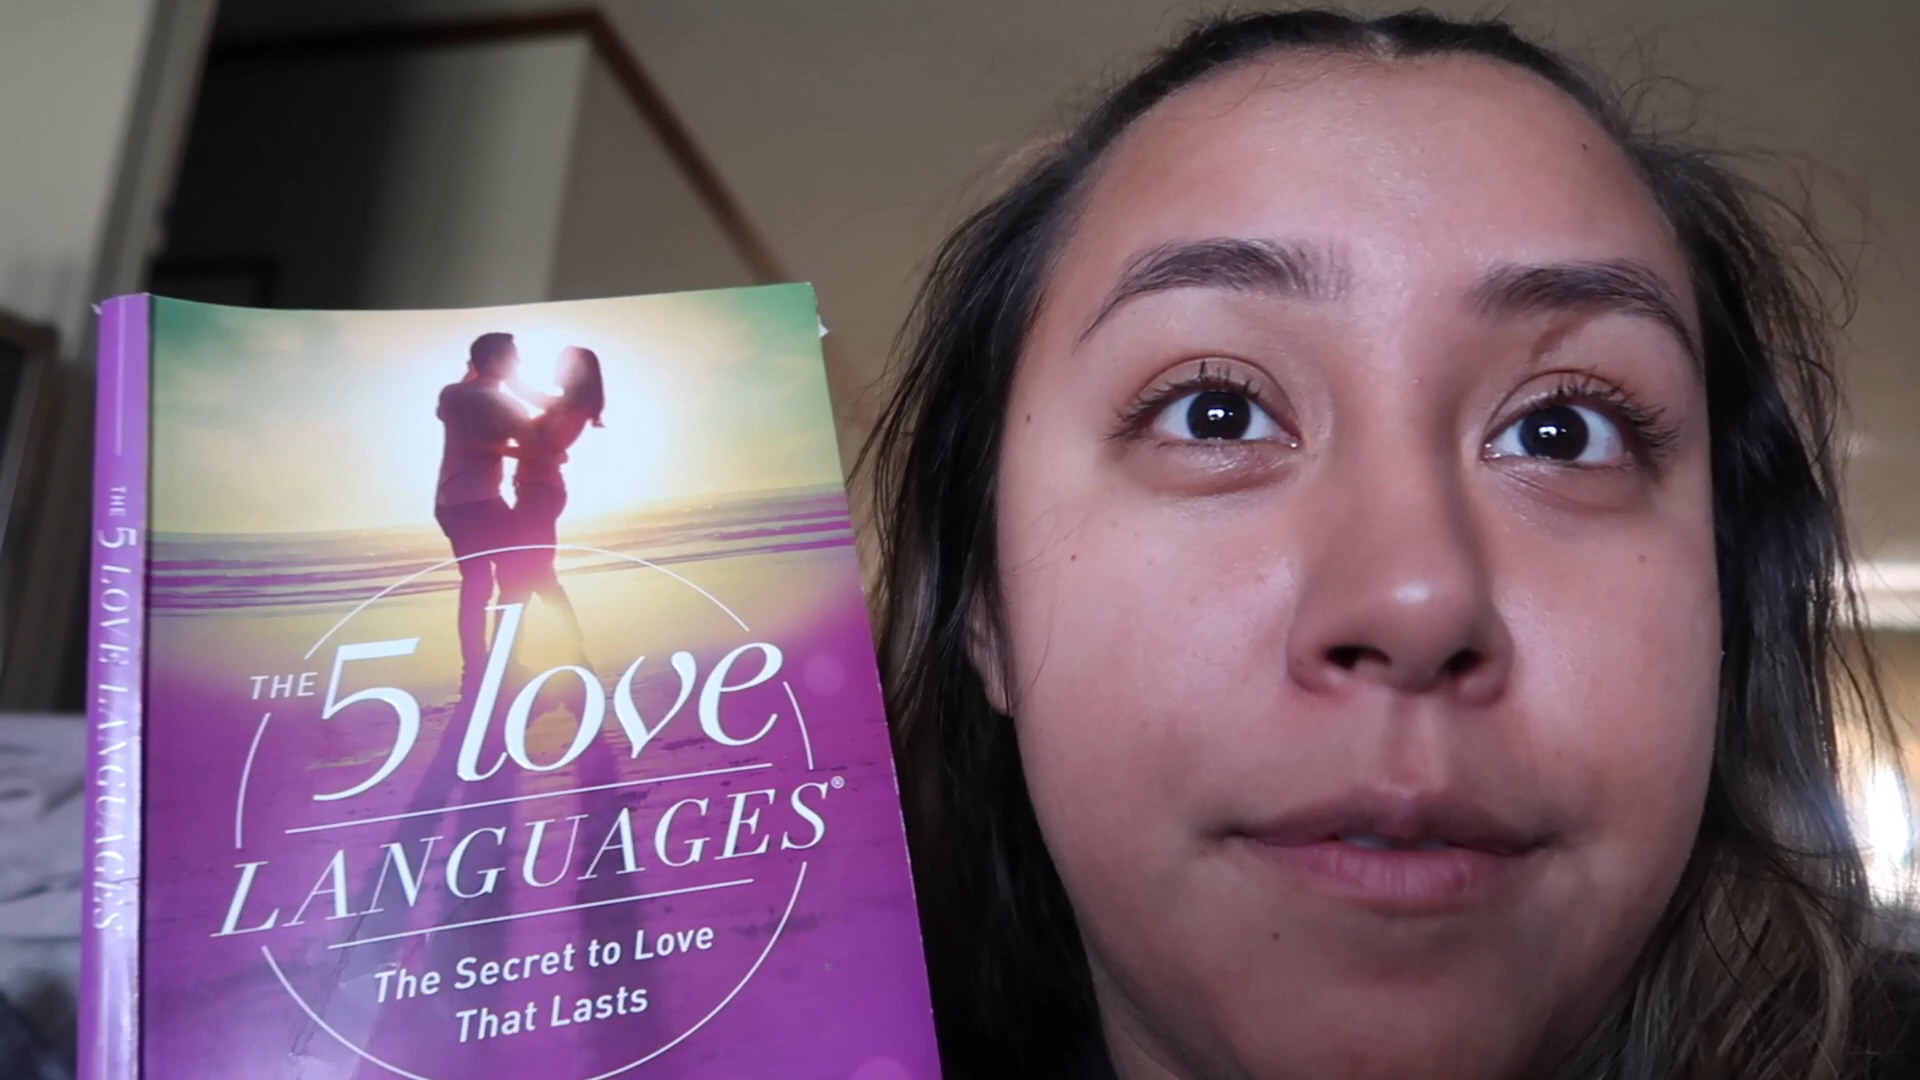 THE 5 LOVE LANGUAGES
THE 5 love
LANGUAGES®
The Secret to Love
That Lasts